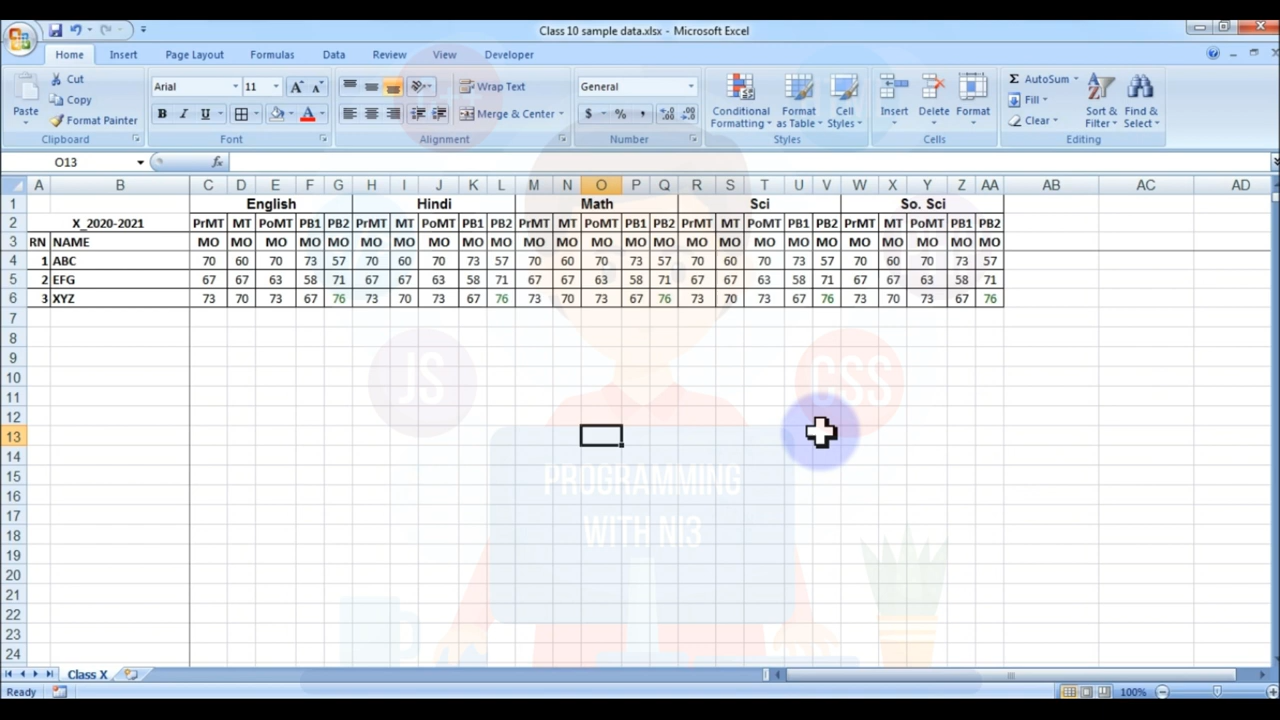 Class 10 sample data.xlsx - Microsoft Excel
Home Insert Page Layout Formulas Data Review View Developer
Paste Cut Arial 11 Wrap Text General Conditional Formatting Format as Table Cell Styles Insert Delete Format AutoSum Sort & Filter Find & Select
Copy B I U Merge & Center $ % , Fill
Format Painter Clear
Clipboard Font Alignment Number Styles Cells Editing
O13 fx
A B C D E F G H I J K L M N O P Q R S T U V W X Y Z AA AB AC AD
1 English Hindi Math Sci So. Sci
2 X_2020-2021 PrMT MT PoMT PB1 PB2 PrMT MT PoMT PB1 PB2 PrMT MT PoMT PB1 PB2 PrMT MT PoMT PB1 PB2 PrMT MT PoMT PB1 PB2
3 RN NAME MO MO MO MO MO MO MO MO MO MO MO MO MO MO MO MO MO MO MO MO MO MO MO MO MO
4 1 ABC 70 60 70 73 57 70 60 70 73 57 70 60 70 73 57 70 60 70 73 57 70 60 70 73 57
5 2 EFG 67 67 63 58 71 67 67 63 58 71 67 67 63 58 71 67 67 63 58 71 67 67 63 58 71
6 3 XYZ 73 70 73 67 76 73 70 73 67 76 73 70 73 67 76 73 70 73 67 76 73 70 73 67 76
7
8
9
10
JS CSS
11
12
13
14
15
PROGRAMMING
16
17
18
WITH NI3
19
20
21
22
23
24
Class X
Ready 100%